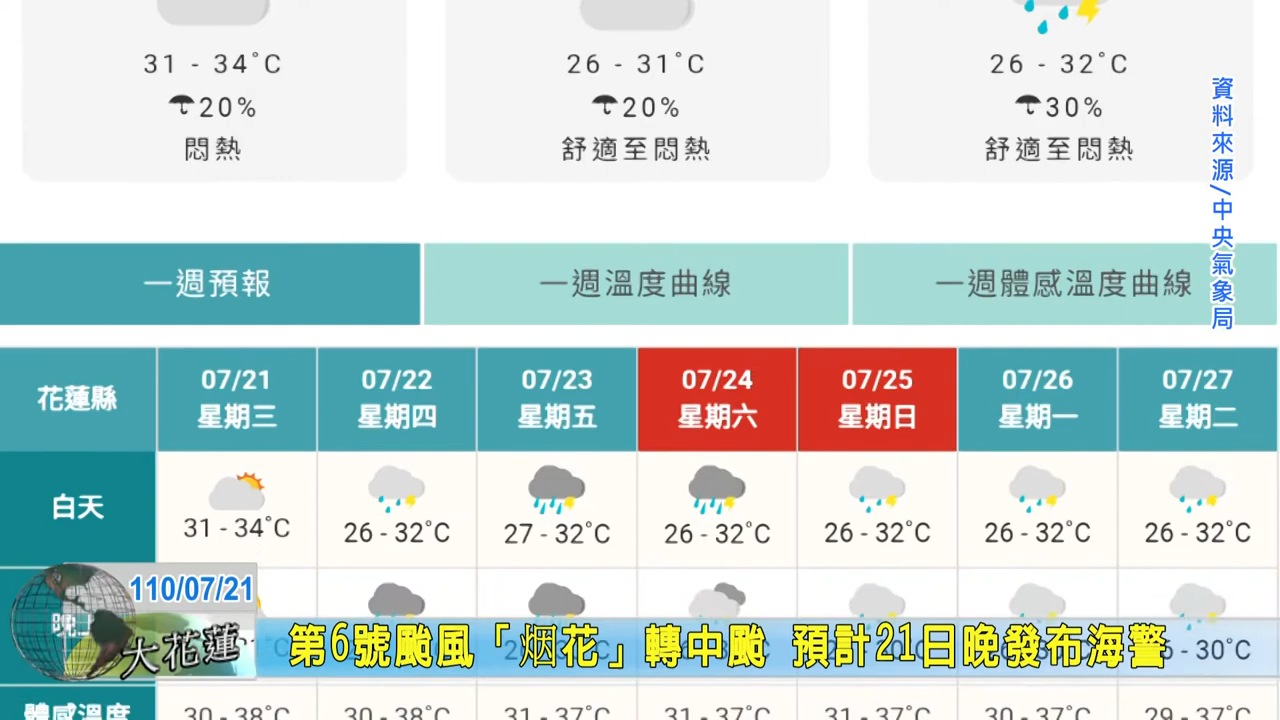 31 - 34°C
20%
悶熱
26 - 31°C
20%
舒適至悶熱
26 - 32°C
30%
舒適至悶熱
資料來源/中央氣象局
一週預報
一週溫度曲線
一週體感溫度曲線
花蓮縣
07/21
星期三
07/22
星期四
07/23
星期五
07/24
星期六
07/25
星期日
07/26
星期一
07/27
星期二
白天
31 - 34°C
26 - 32°C
27 - 32°C
26 - 32°C
26 - 32°C
26 - 32°C
26 - 32°C
110/07/21
大花蓮
第6號颱風「烟花」轉中颱 預計21日晚發布海警
體感溫度
30 - 38°C
30 - 38°C
31 - 37°C
31 - 37°C
31 - 37°C
30 - 37°C
29 - 37°C